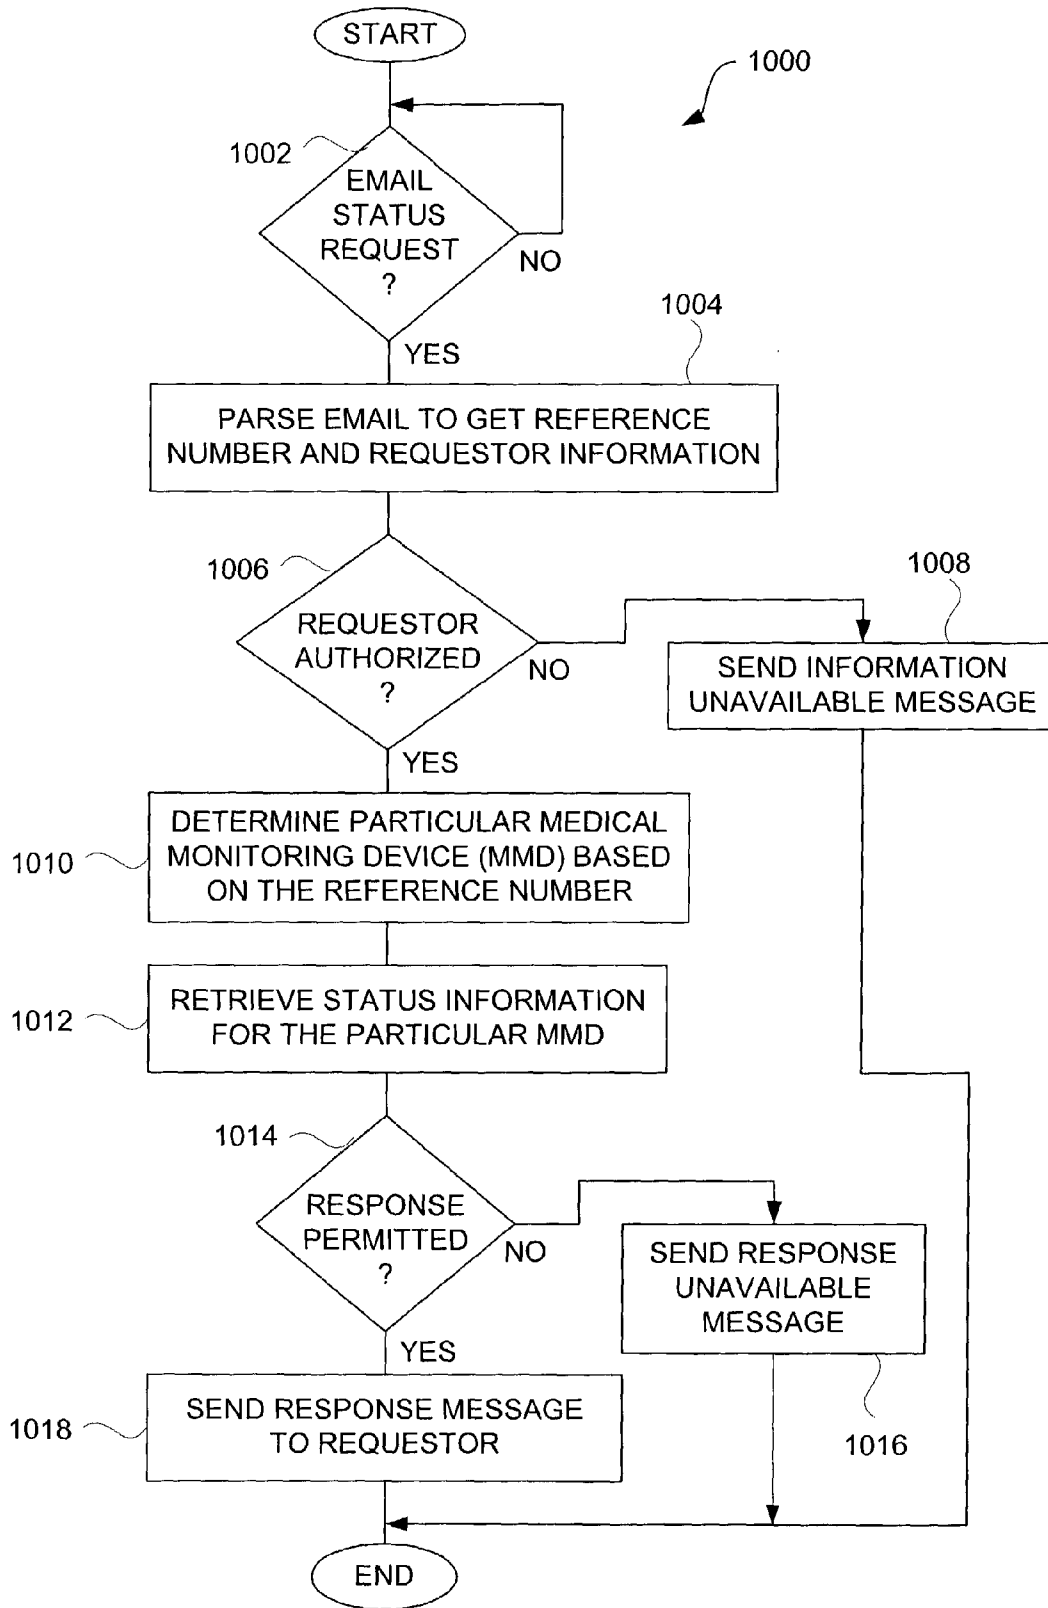 START
1000
1002
EMAIL
STATUS
REQUEST
?
NO
YES
1004
PARSE EMAIL TO GET REFERENCE
NUMBER AND REQUESTOR INFORMATION
1006
REQUESTOR
AUTHORIZED
?
NO
YES
1008
SEND INFORMATION
UNAVAILABLE MESSAGE
1010
DETERMINE PARTICULAR MEDICAL
MONITORING DEVICE (MMD) BASED
ON THE REFERENCE NUMBER
1012
RETRIEVE STATUS INFORMATION
FOR THE PARTICULAR MMD
1014
RESPONSE
PERMITTED
?
NO
YES
SEND RESPONSE
UNAVAILABLE
MESSAGE
1016
1018
SEND RESPONSE MESSAGE
TO REQUESTOR
END